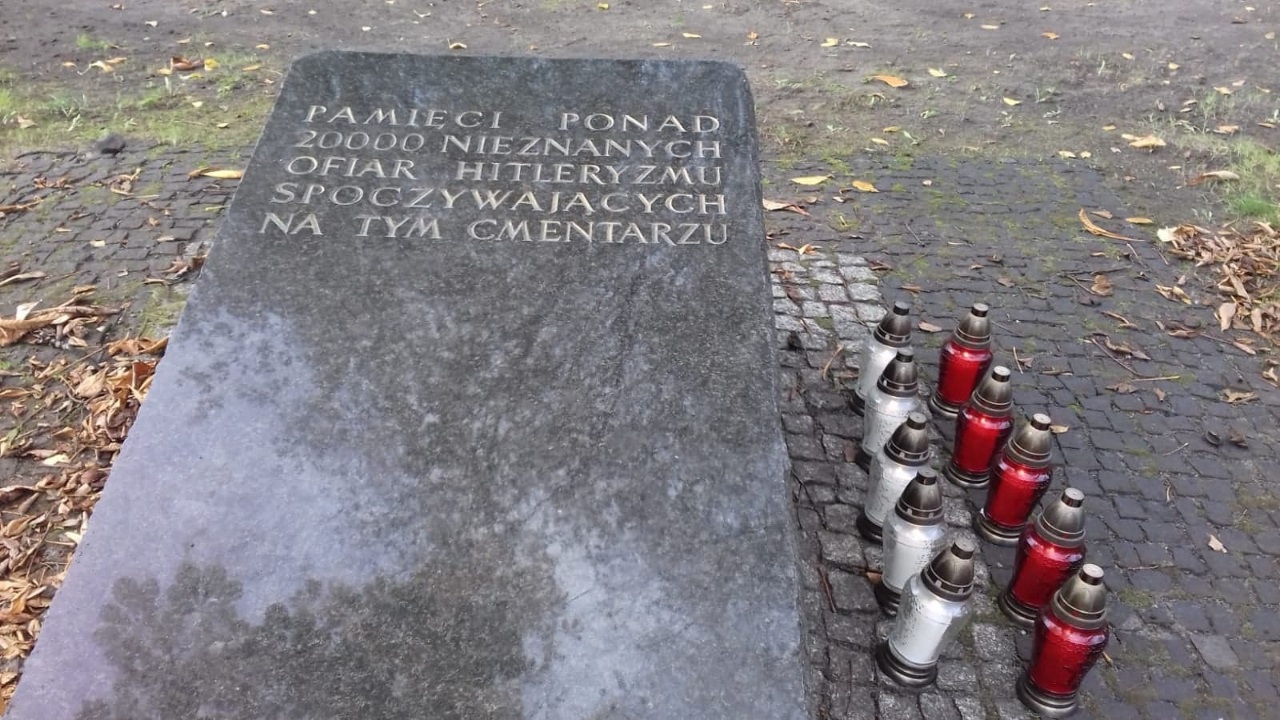 PAMIĘCI PONAD
20000 NIEZNANYCH
OFIAR HITLERYZMU
SPOCZYWAJĄCYCH
NA TYM CMENTARZU